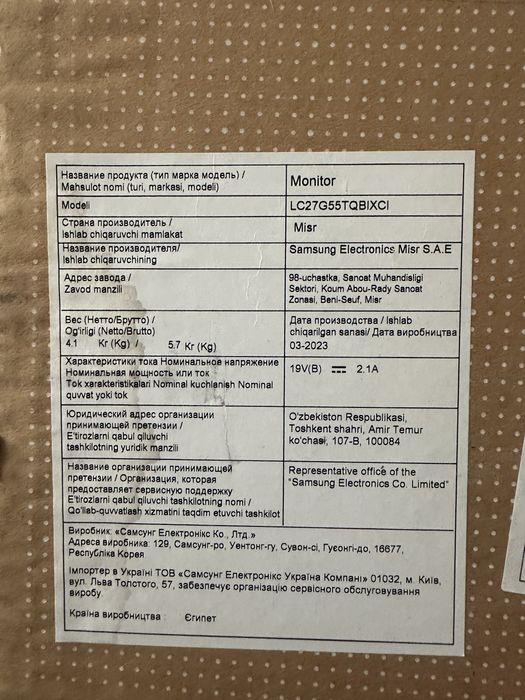 Название продукта (тип марка модель) /
Mahsulot nomi (turi, markasi, modeli)
Monitor
Modeli
LC27G55TQBIXCI
Страна производитель /
Ishlab chiqaruvchi mamlakat
Misr
Название производителя/
Ishlab chiqaruvchining
Samsung Electronics Misr S.A.E
Адрес завода /
Zavod manzili
98-uchastka, Sanoat Muhandisligi
Sektori, Koum Abou-Rady Sanoat
Zonasi, Beni-Seuf, Misr
Вес (Нетто/Брутто) /
Og'irligi (Netto/Brutto)
4.1 Кг (Kg) / 5.7 Кг (Kg)
Дата производства / Ishlab
chiqarilgan sanasi/ Дата виробництва
03-2023
Характеристики тока Номинальное напряжение
Номинальная мощность или ток
Tok xarakteristikalari Nominal kuchlanish Nominal
quvvat yoki tok
19V(В) 2.1A
Юридический адрес организации
принимающей претензии /
E'tirozlarni qabul qiluvchi
tashkilotning yuridik manzili
O'zbekiston Respublikasi,
Toshkent shahri, Amir Temur
ko'chasi, 107-B, 100084
Название организации принимающей
претензии / Организация, которая
предоставляет сервисную поддержку
E'tirozlarni qabul qiluvchi tashkilotning nomi /
Qo'llab-quvvatlash xizmatini taqdim etuvchi tashkilot
Representative office of the
"Samsung Electronics Co. Limited"
Виробник: «Самсунг Електронікс Ко., Лтд.»
Адреса виробника: 129, Самсунг-ро, Уентонг-гу, Сувон-сі, Гуєонгі-до, 16677,
Республіка Корея
Імпортер в Україні ТОВ «Самсунг Електронікс Україна Компані» 01032, м. Київ,
вул. Льва Толстого, 57, забезпечує організацію сервісного обслуговування
виробу.
Країна виробництва : Єгипет